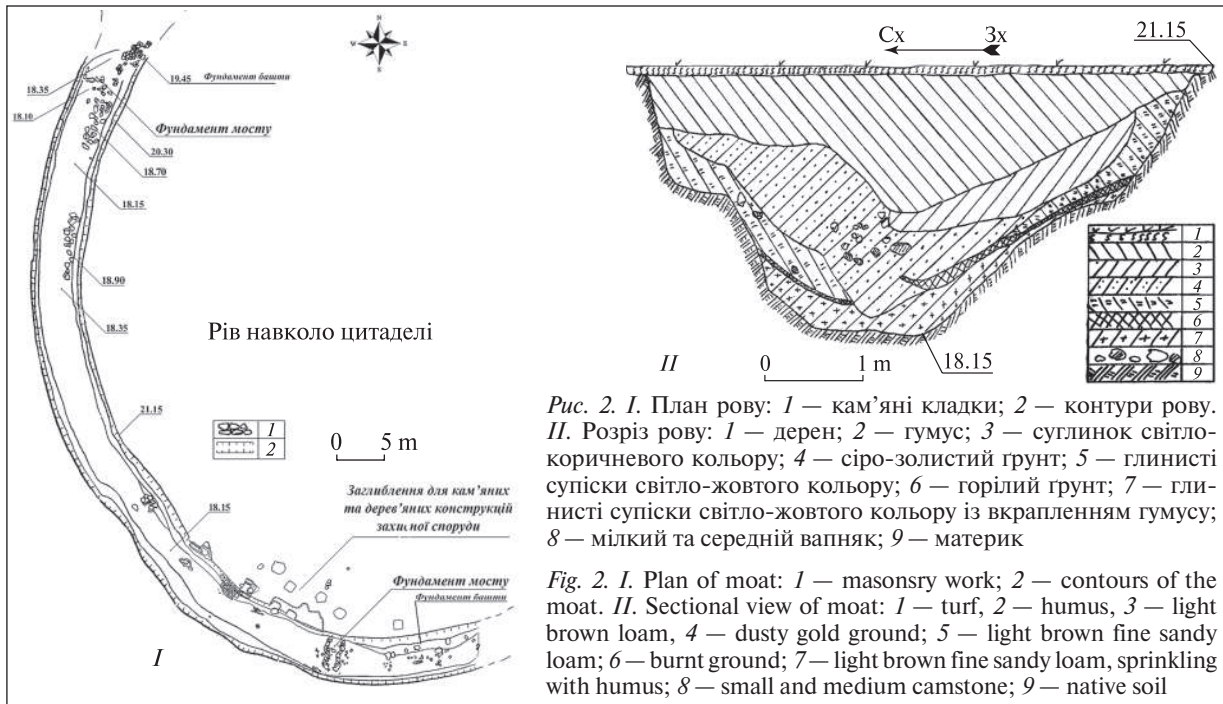 N
W
E
S
19.45
Фундамент башти
18.35
18.10
Фундамент мосту
20.30
18.70
18.15
18.90
Рів навколо цитаделі
18.35
21.15
1
2
0 5 m
Заглиблення для кам’яних
та дерев’яних конструкцій
захисної споруди
18.15
Фундамент мосту
Фундамент башти
I
Сх Зх
21.15
1
2
3
4
5
6
7
8
9
II
0 1 m
18.15
Рис. 2. I. План рову: 1 — кам’яні кладки; 2 — контури рову.
II. Розріз рову: 1 — дерен; 2 — гумус; 3 — суглинок світло-
коричневого кольору; 4 — сіро-золистий ґрунт; 5 — глинисті
супіски світло-жовтого кольору; 6 — горілий ґрунт; 7 — гли-
нисті супіски світло-жовтого кольору із вкрапленням гумусу;
8 — мілкий та середній вапняк; 9 — материк
Fig. 2. I. Plan of moat: 1 — masonsry work; 2 — contours of the
moat. II. Sectional view of moat: 1 — turf, 2 — humus, 3 — light
brown loam, 4 — dusty gold ground; 5 — light brown fine sandy
loam; 6 — burnt ground; 7 — light brown fine sandy loam, sprinkling
with humus; 8 — small and medium camstone; 9 — native soil